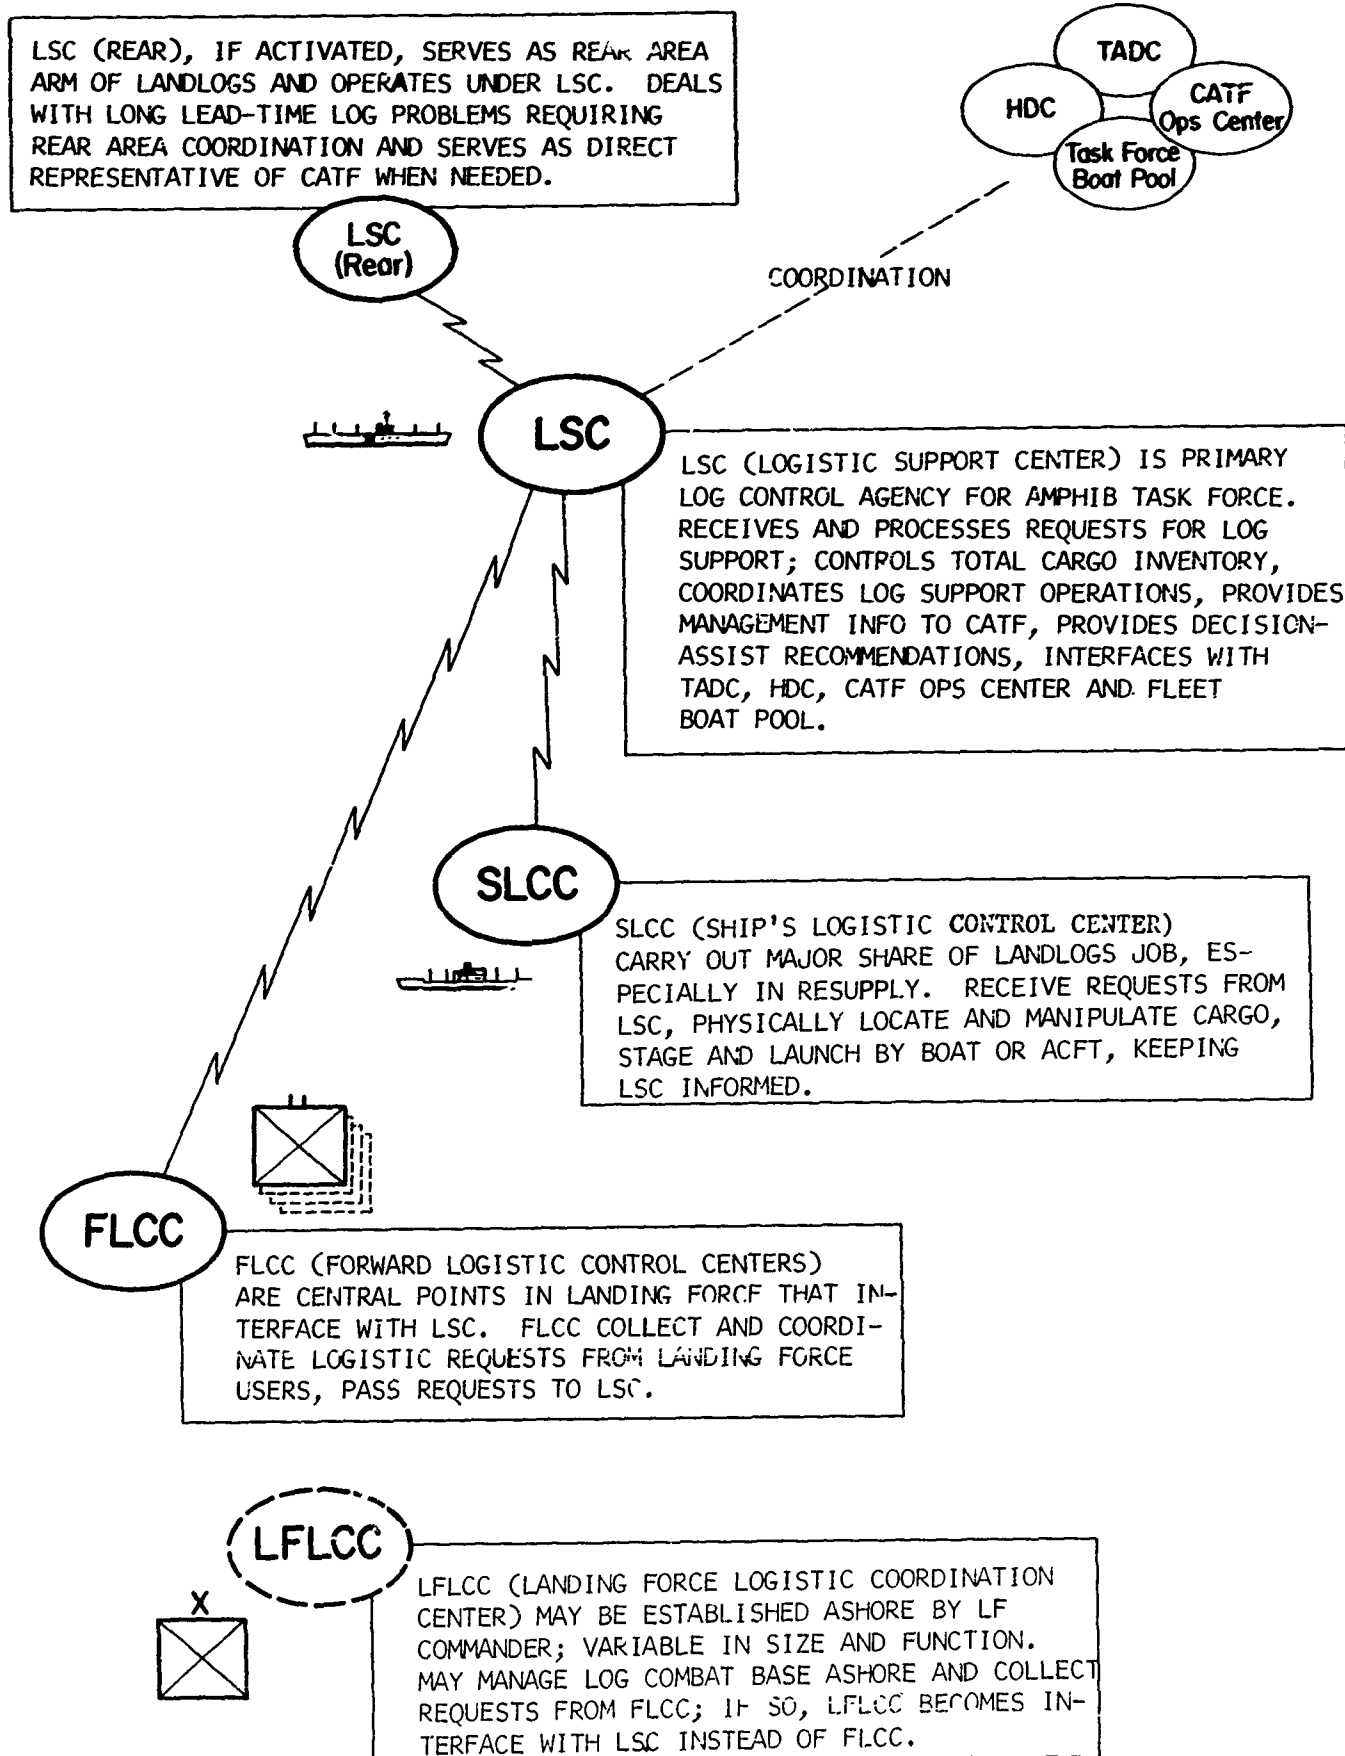 LSC (REAR), IF ACTIVATED, SERVES AS REAR AREA
ARM OF LANDLOGS AND OPERATES UNDER LSC. DEALS
WITH LONG LEAD-TIME LOG PROBLEMS REQUIRING
REAR AREA COORDINATION AND SERVES AS DIRECT
REPRESENTATIVE OF CATF WHEN NEEDED.
TADC
HDC
CATF
Ops Center
Task Force
Boat Pool
LSC
(Rear)
COORDINATION
LSC
LSC (LOGISTIC SUPPORT CENTER) IS PRIMARY
LOG CONTROL AGENCY FOR AMPHIB TASK FORCE.
RECEIVES AND PROCESSES REQUESTS FOR LOG
SUPPORT; CONTPOLS TOTAL CARGO INVENTORY,
COORDINATES LOG SUPPORT OPERATIONS, PROVIDES
MANAGEMENT INFO TO CATF, PROVIDES DECISION-
ASSIST RECOMMENDATIONS, INTERFACES WITH
TADC, HDC, CATF OPS CENTER AND FLEET
BOAT POOL.
SLCC
SLCC (SHIP'S LOGISTIC CONTROL CENTER)
CARRY OUT MAJOR SHARE OF LANDLOGS JOB, ES-
PECIALLY IN RESUPPLY. RECEIVE REQUESTS FROM
LSC, PHYSICALLY LOCATE AND MANIPULATE CARGO,
STAGE AND LAUNCH BY BOAT OR ACFT, KEEPING
LSC INFORMED.
FLCC
FLCC (FORWARD LOGISTIC CONTROL CENTERS)
ARE CENTRAL POINTS IN LANDING FORCE THAT IN-
TERFACE WITH LSC. FLCC COLLECT AND COORDI-
NATE LOGISTIC REQUESTS FROM LANDING FORCE
USERS, PASS REQUESTS TO LSC.
LFLCC
X
LFLCC (LANDING FORCE LOGISTIC COORDINATION
CENTER) MAY BE ESTABLISHED ASHORE BY LF
COMMANDER; VARIABLE IN SIZE AND FUNCTION.
MAY MANAGE LOG COMBAT BASE ASHORE AND COLLECT
REQUESTS FROM FLCC; IF SO, LFLCC BECOMES IN-
TERFACE WITH LSC INSTEAD OF FLCC.